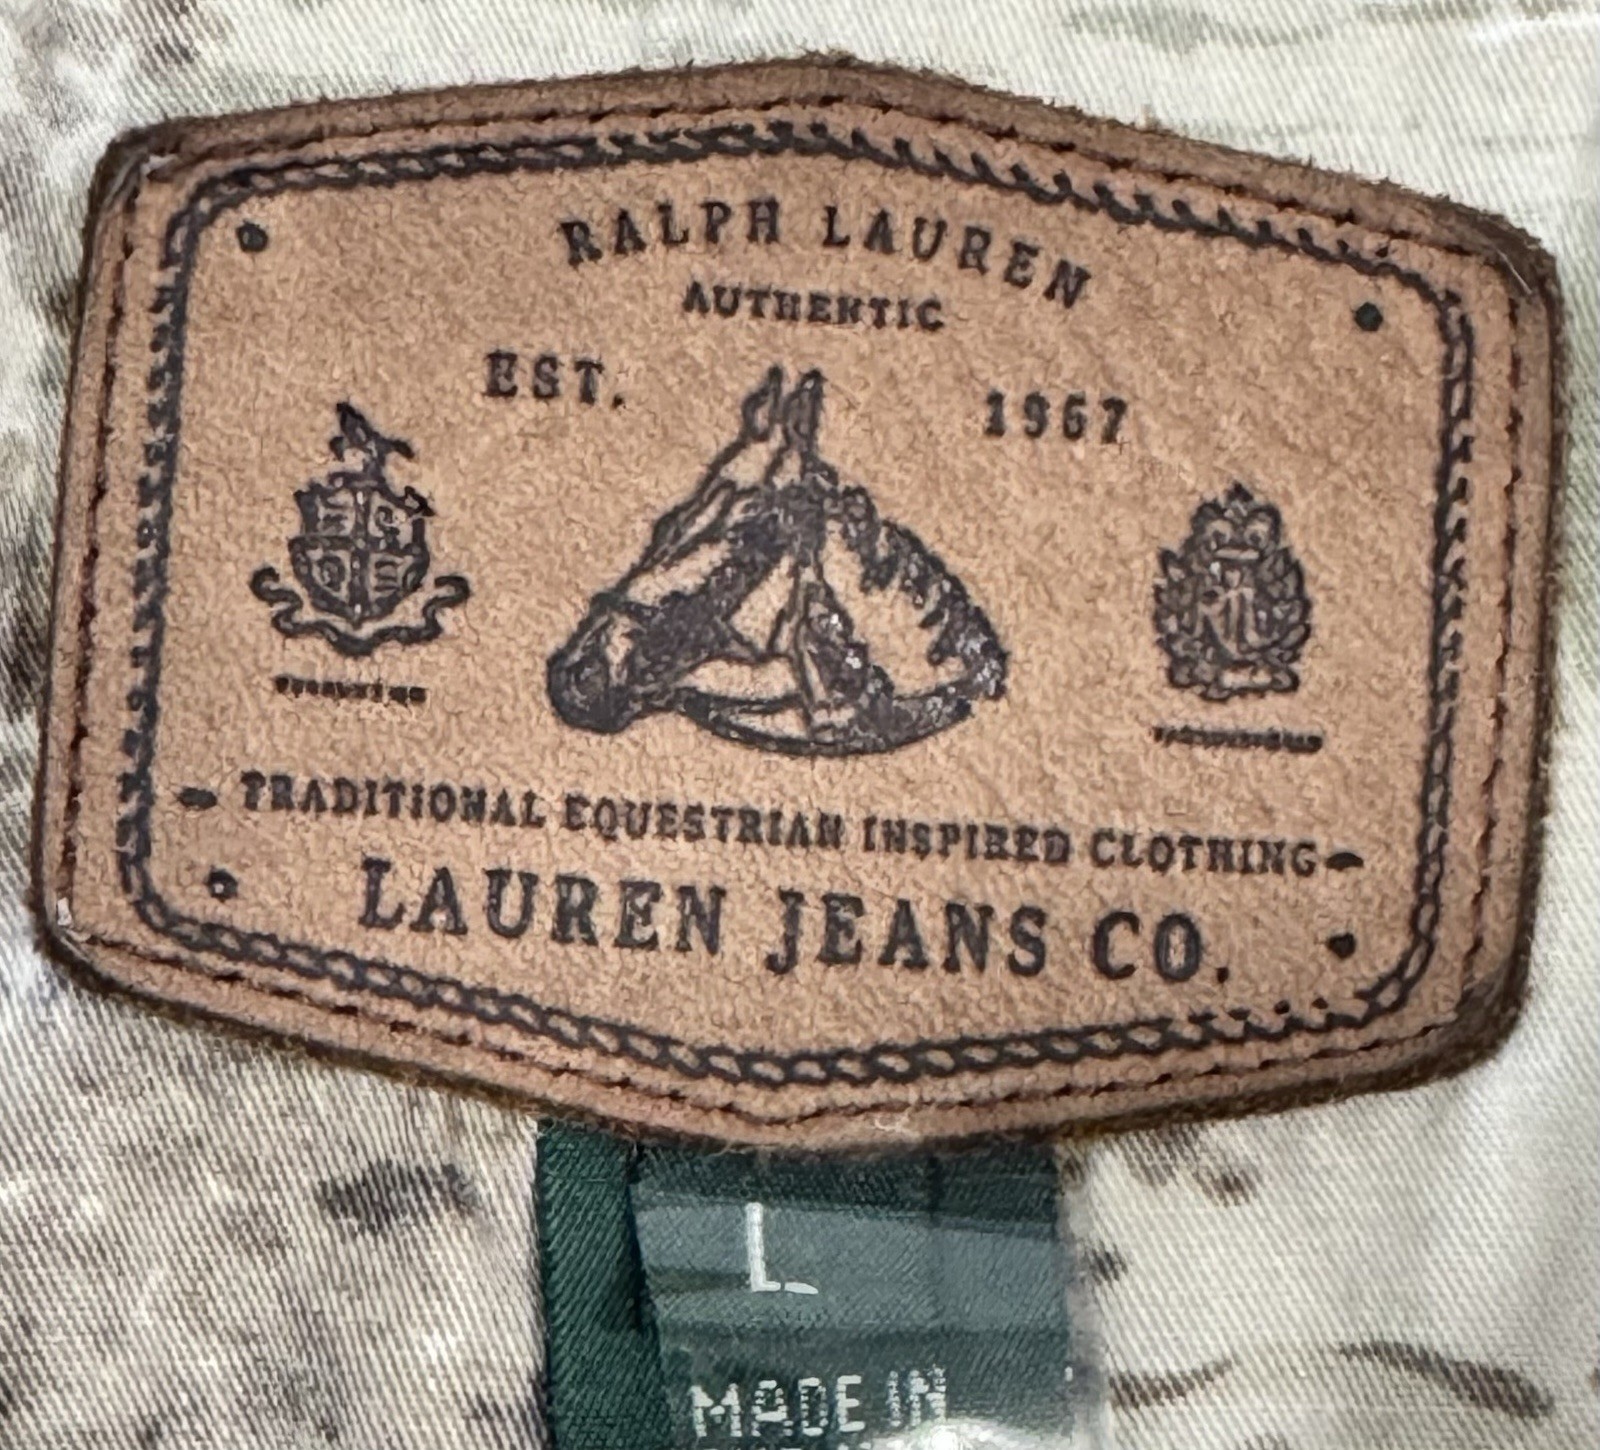 RALPH LAUREN
AUTHENTIC
EST. 1967
TRADITIONAL EQUESTRIAN INSPIRED CLOTHING
LAUREN JEANS CO.
L
MADE IN